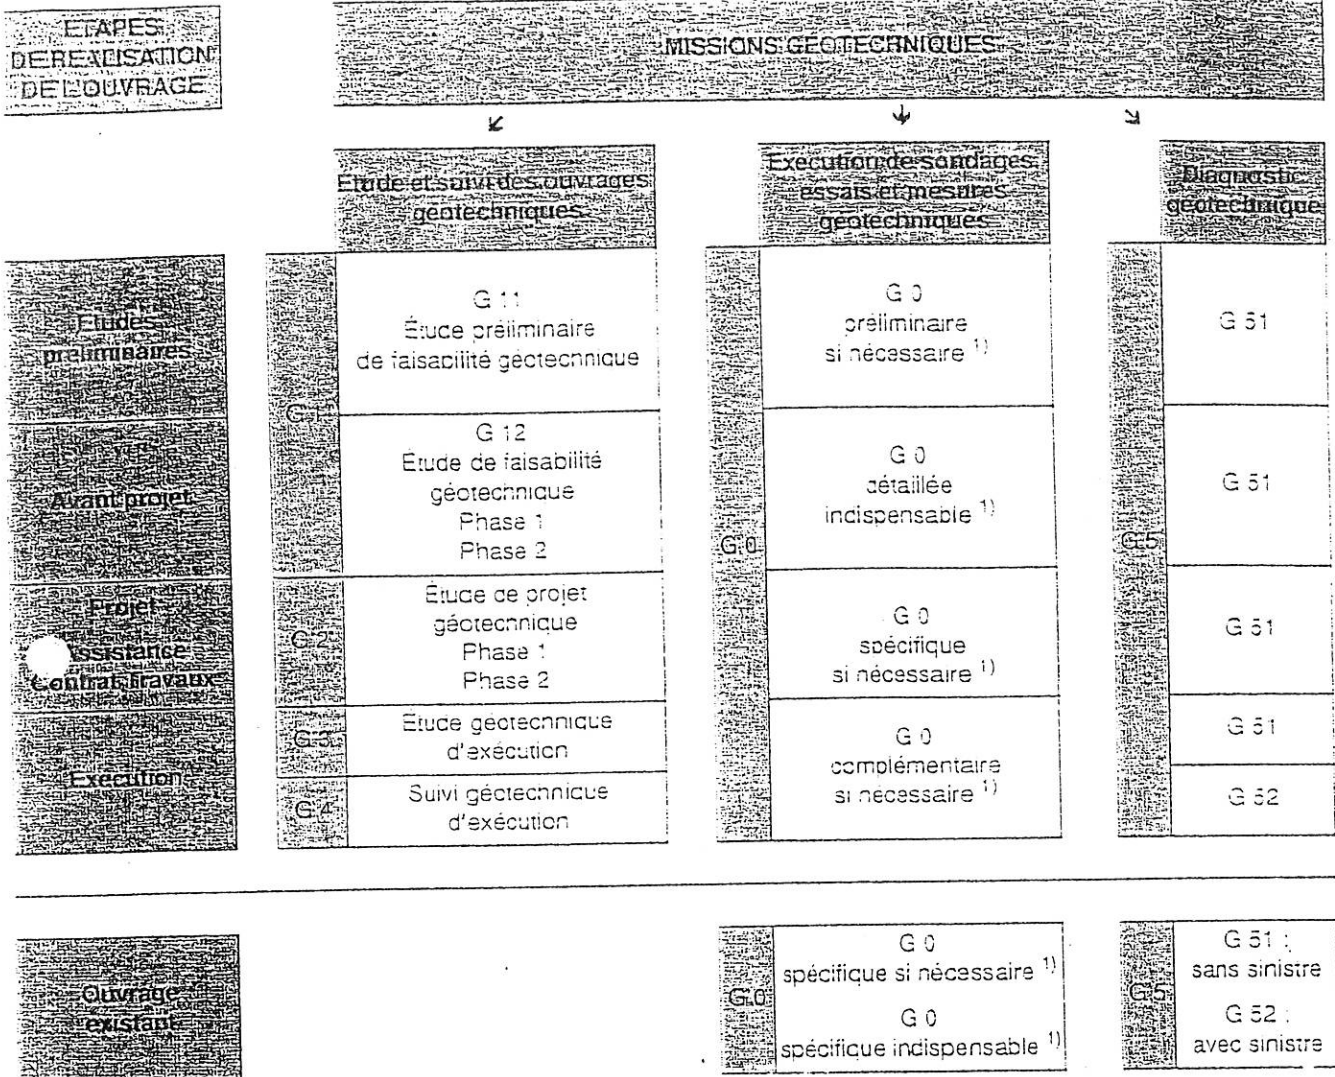 ETAPES
DE REALISATION
DE L'OUVRAGE
MISSIONS GEOTECHNIQUES
Etude et suivi des ouvrages
géotechniques
Execution de sondages
essais et mesures
géotechniques
Diagnostic
géotechnique
Etudes
préliminaires
G 1
G 11
Étude préliminaire
de faisabilité géotechnique
G 0
préliminaire
si nécessaire 1)
G 51
Avant projet
G 12
Étude de faisabilité
géotechnique
Phase 1
Phase 2
G 0
G 0
détaillée
indispensable 1)
G 5
G 51
Projet
Assistance
Contrat Travaux
G 2
Étude de projet
géotechnique
Phase 1
Phase 2
G 0
spécifique
si nécessaire 1)
G 51
Execution
G 3
Étude géotechnique
d'exécution
G 4
Suivi géotechnique
d'exécution
G 0
complémentaire
si nécessaire 1)
G 51
G 52
Ouvrage
existant
G 0
G 0
spécifique si nécessaire 1)
G 0
spécifique indispensable 1)
G 5
G 51 :
sans sinistre
G 52 :
avec sinistre